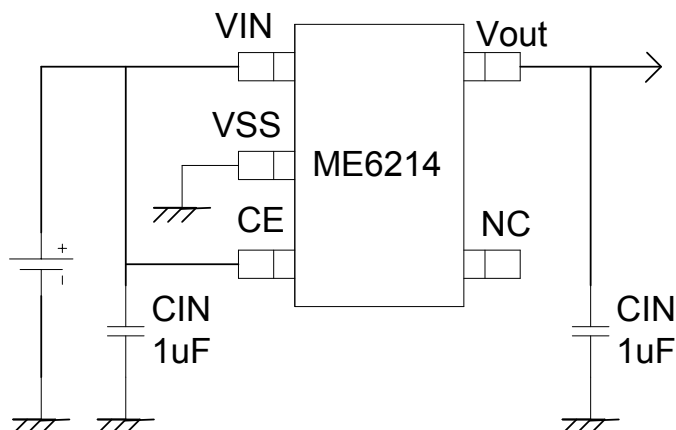 VIN
Vout
VSS
ME6214
CE
NC
+
-
CIN
1uF
CIN
1uF